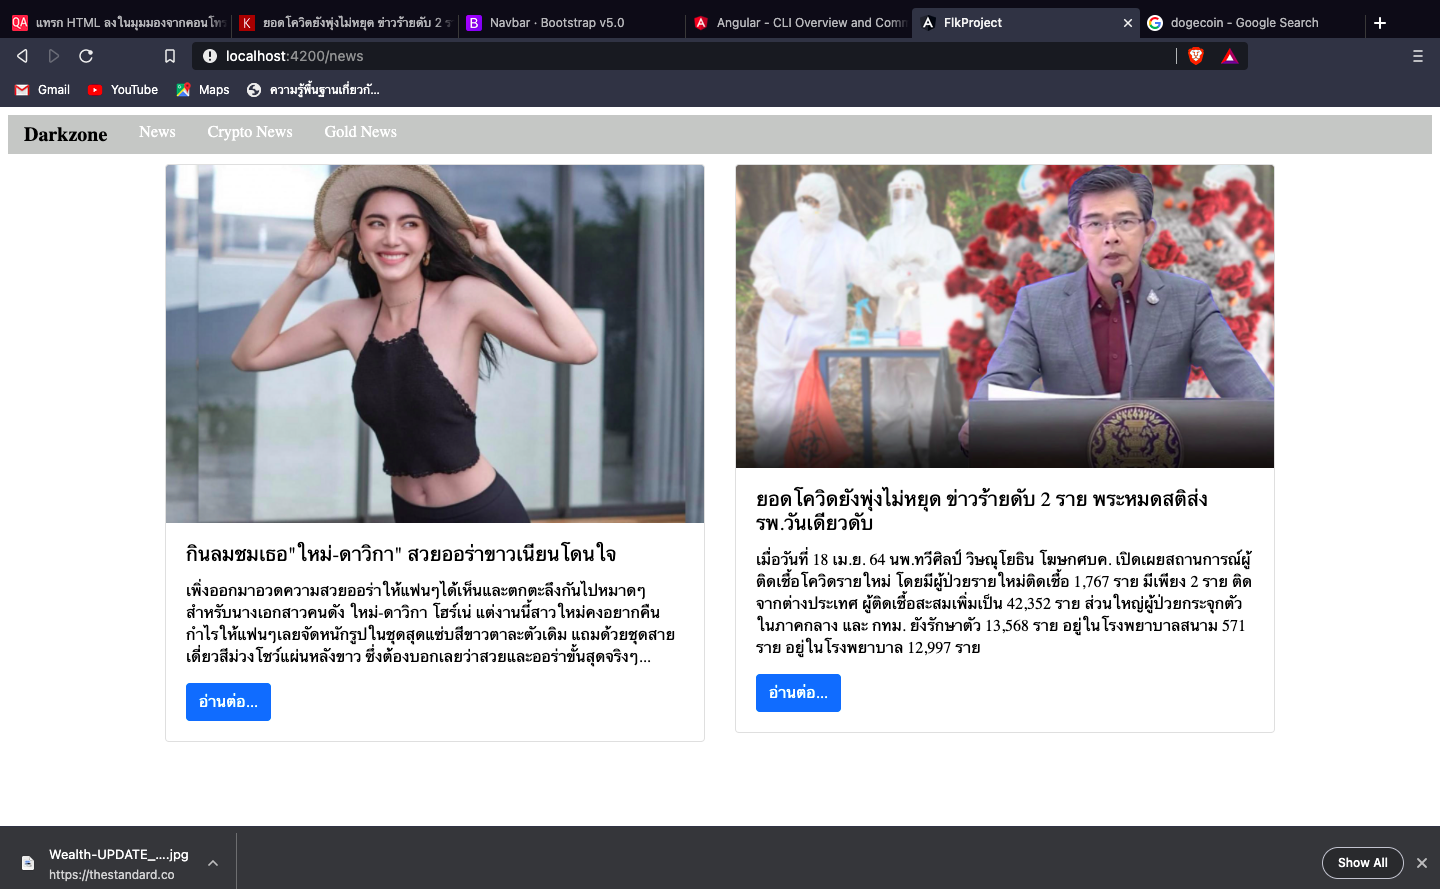 แทรก HTML ลงในมุมมองจากคอนโทร
ยอดโควิดยังพุ่งไม่หยุด ข่าวร้ายดับ 2 ร
Navbar · Bootstrap v5.0
Angular - CLI Overview and Comm
FlkProject
dogecoin - Google Search
localhost:4200/news
Gmail
YouTube
Maps
ความรู้พื้นฐานเกี่ยวกั...
Darkzone
News
Crypto News
Gold News
กินลมชมเธอ"ใหม่-ดาวิกา" สวยออร่าขาวเนียนโดนใจ
เพิ่งออกมาอวดความสวยออร่าให้แฟนๆได้เห็นและตกตะลึงกันไปหมาดๆ
สำหรับนางเอกสาวคนดัง ใหม่-ดาวิกา โฮร์เน่ แต่งานนี้สาวใหม่คงอยากคืน
กำไรให้แฟนๆเลยจัดหนักรูปในชุดสุดแซ่บสีขาวตาละตัวเดิม แถมด้วยชุดสาย
เดี่ยวสีม่วงโชว์แผ่นหลังขาว ซึ่งต้องบอกเลยว่าสวยและออร่าขั้นสุดจริงๆ...
อ่านต่อ...
ยอดโควิดยังพุ่งไม่หยุด ข่าวร้ายดับ 2 ราย พระหมดสติส่ง
รพ.วันเดียวดับ
เมื่อวันที่ 18 เม.ย. 64 นพ.ทวีศิลป์ วิษณุโยธิน โฆษกศบค. เปิดเผยสถานการณ์ผู้
ติดเชื้อโควิดรายใหม่ โดยมีผู้ป่วยรายใหม่ติดเชื้อ 1,767 ราย มีเพียง 2 ราย ติด
จากต่างประเทศ ผู้ติดเชื้อสะสมเพิ่มเป็น 42,352 ราย ส่วนใหญ่ผู้ป่วยกระจุกตัว
ในภาคกลาง และ กทม. ยังรักษาตัว 13,568 ราย อยู่ในโรงพยาบาลสนาม 571
ราย อยู่ในโรงพยาบาล 12,997 ราย
อ่านต่อ...
Wealth-UPDATE_....jpg
https://thestandard.co
Show All